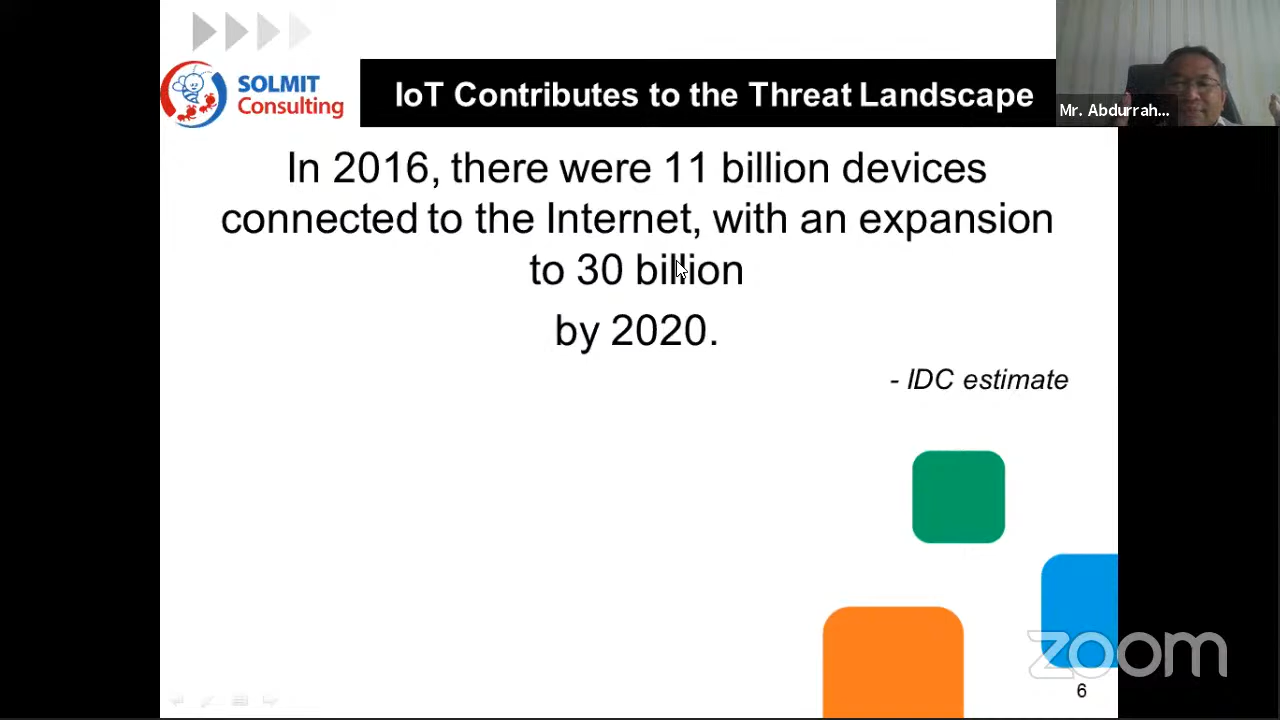 SOLMIT
Consulting
IoT Contributes to the Threat Landscape
Mr. Abdurrah...
In 2016, there were 11 billion devices
connected to the Internet, with an expansion
to 30 billion
by 2020.
- IDC estimate
zoom
6